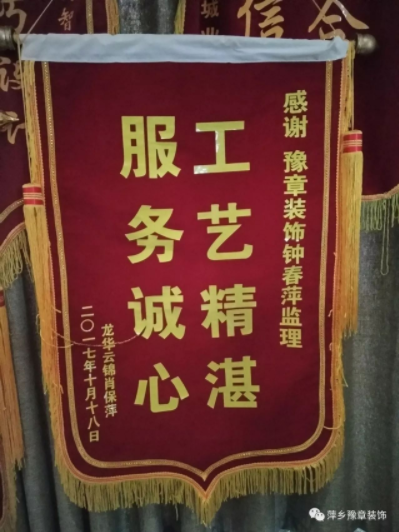 感谢 豫章装饰钟春萍监理
工艺精湛
服务诚心
龙华云锦肖保萍
二〇一七年十月十八日
萍乡豫章装饰